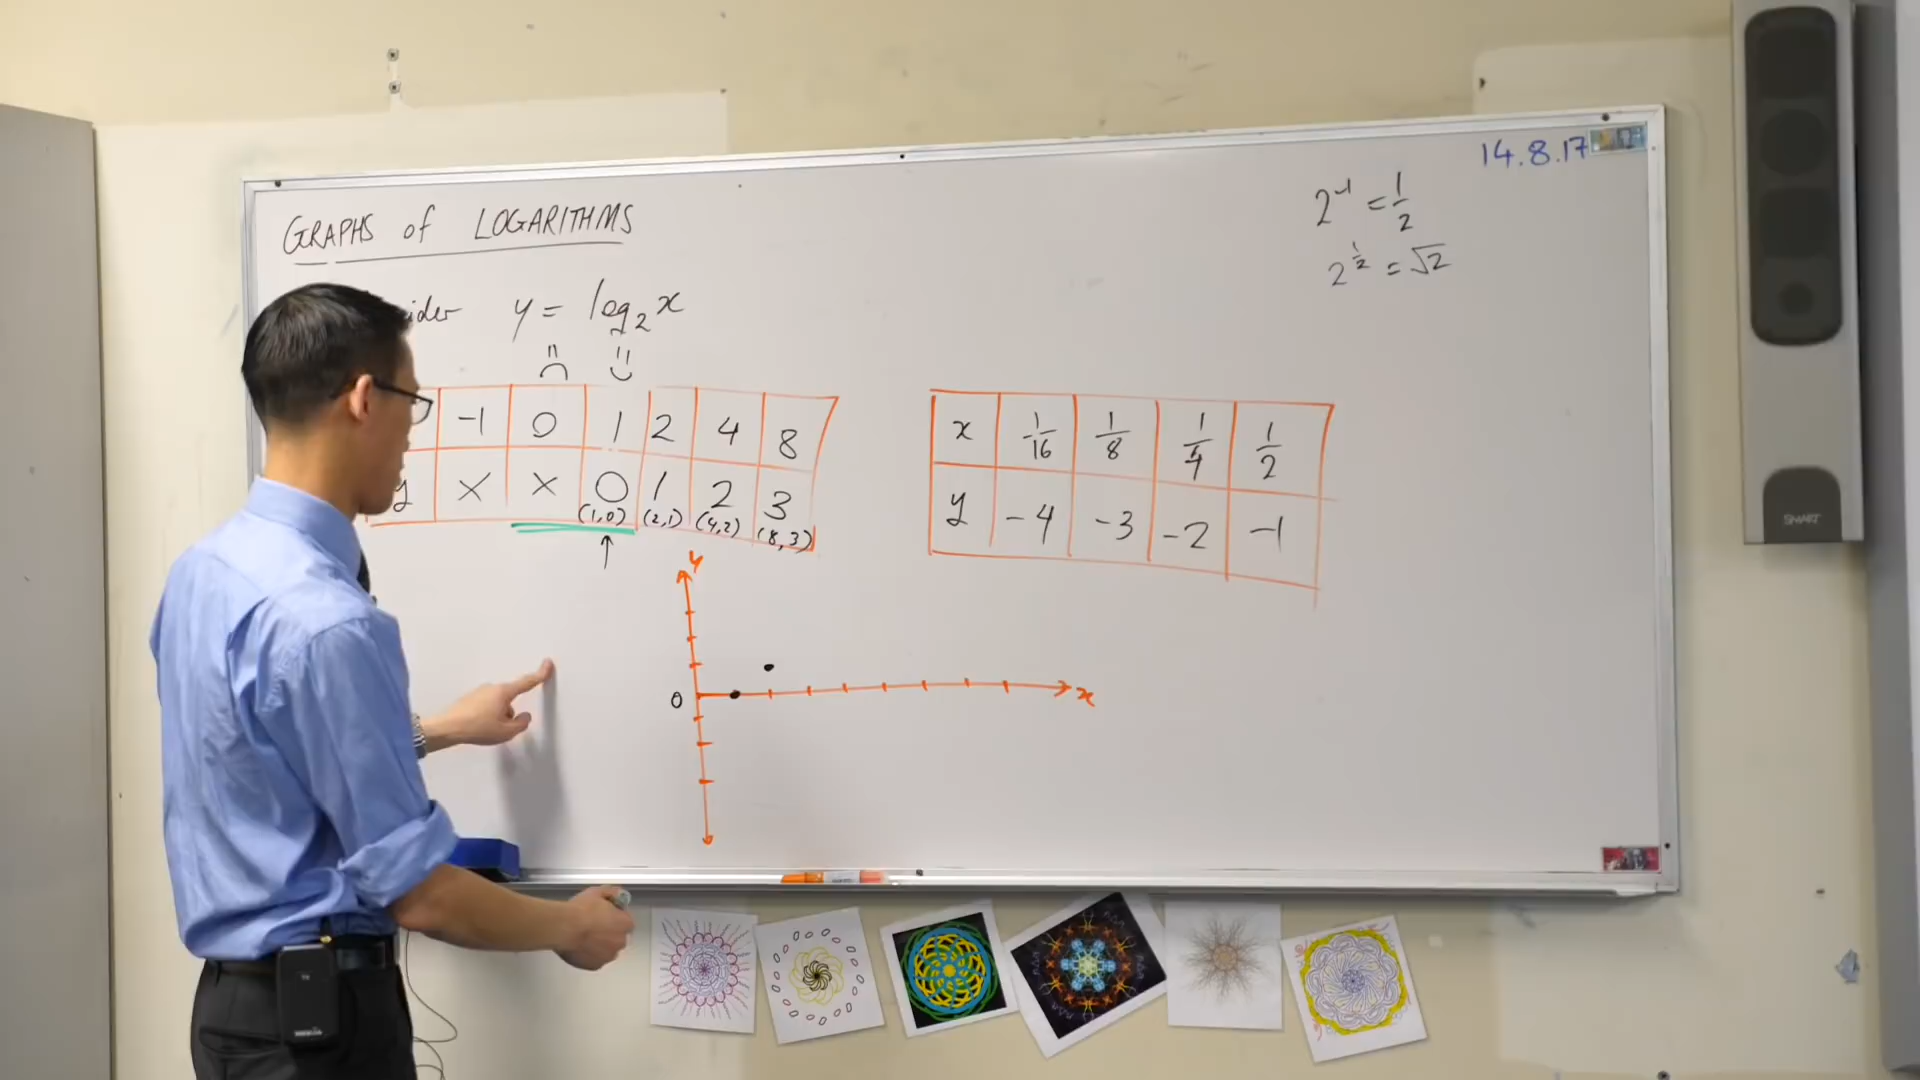 14.8.17
GRAPHS of LOGARITHMS
2⁻¹ = 1/2
2^(1/2) = √2
y = log₂x
-1 0 1 2 4 8
y × × 0 1 2 3
(1,0) (2,1) (4,2) (8,3)
x 1/16 1/8 1/4 1/2
y -4 -3 -2 -1
y
0
x
SMART